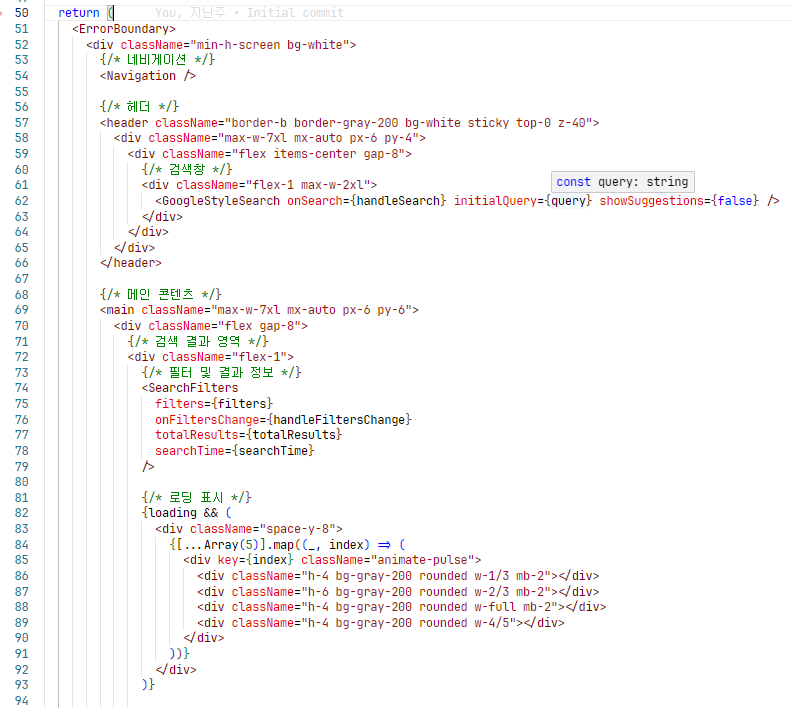 50 return (      You, 지난주 • Initial commit
51   <ErrorBoundary>
52     <div className="min-h-screen bg-white">
53       {/* 네비게이션 */}
54       <Navigation />
55
56       {/* 헤더 */}
57       <header className="border-b border-gray-200 bg-white sticky top-0 z-40">
58         <div className="max-w-7xl mx-auto px-6 py-4">
59           <div className="flex items-center gap-8">
60             {/* 검색창 */}
const query: string
61             <div className="flex-1 max-w-2xl">
62               <GoogleStyleSearch onSearch={handleSearch} initialQuery={query} showSuggestions={false} />
63             </div>
64           </div>
65         </div>
66       </header>
67
68       {/* 메인 콘텐츠 */}
69       <main className="max-w-7xl mx-auto px-6 py-6">
70         <div className="flex gap-8">
71           {/* 검색 결과 영역 */}
72           <div className="flex-1">
73             {/* 필터 및 결과 정보 */}
74             <SearchFilters
75               filters={filters}
76               onFiltersChange={handleFiltersChange}
77               totalResults={totalResults}
78               searchTime={searchTime}
79             />
80
81             {/* 로딩 표시 */}
82             {loading && (
83               <div className="space-y-8">
84                 {[...Array(5)].map((_, index) => (
85                   <div key={index} className="animate-pulse">
86                     <div className="h-4 bg-gray-200 rounded w-1/3 mb-2"></div>
87                     <div className="h-6 bg-gray-200 rounded w-2/3 mb-2"></div>
88                     <div className="h-4 bg-gray-200 rounded w-full mb-2"></div>
89                     <div className="h-4 bg-gray-200 rounded w-4/5"></div>
90                   </div>
91                 ))}
92               </div>
93             )}
94